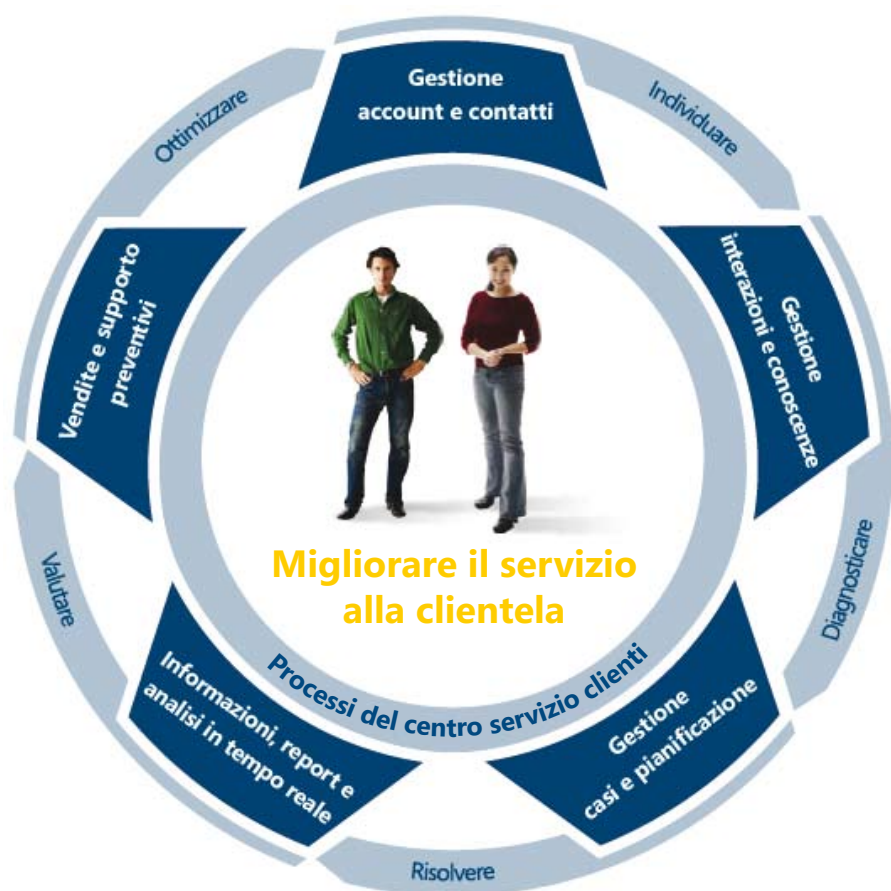 Gestione
account e contatti
Individuare
Gestione
interazioni e conoscenze
Diagnosticare
Gestione
casi e pianificazione
Risolvere
Informazioni, report e
analisi in tempo reale
Valutare
Vendite e supporto
preventivi
Ottimizzare
Migliorare il servizio
alla clientela
Processi del centro servizio clienti